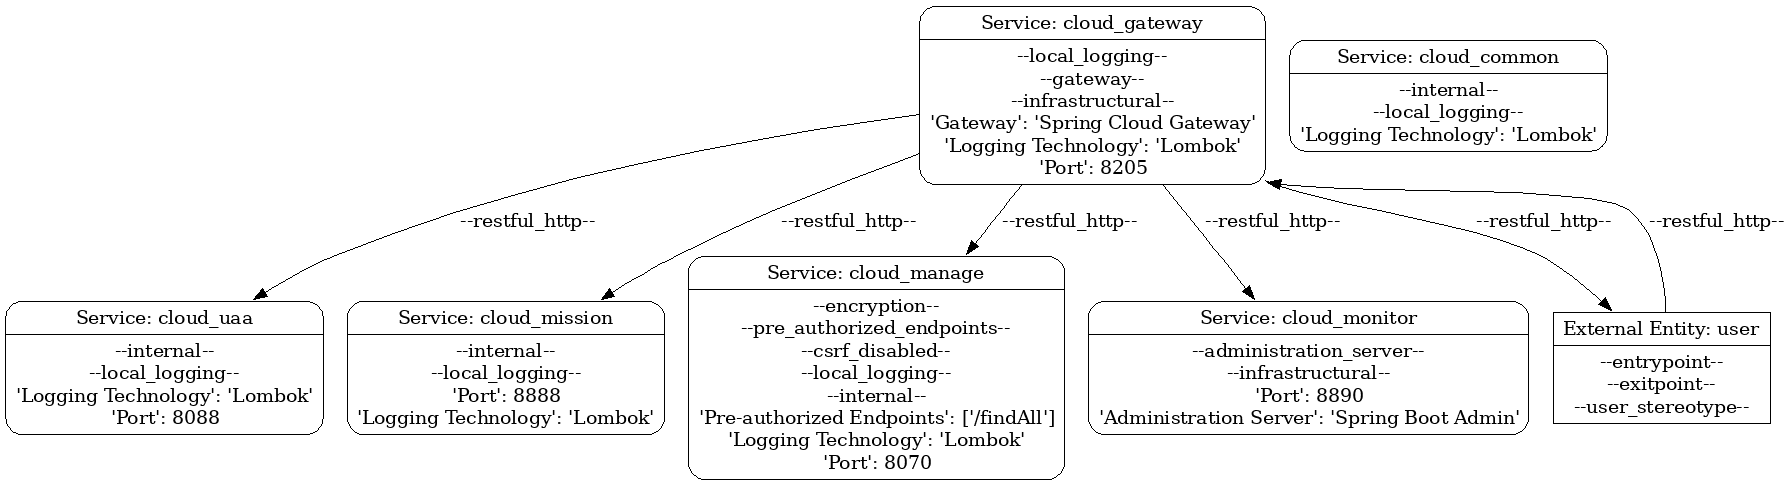 Service: cloud_gateway
--local_logging--
--gateway--
--infrastructural--
'Gateway': 'Spring Cloud Gateway'
'Logging Technology': 'Lombok'
'Port': 8205
Service: cloud_common
--internal--
--local_logging--
'Logging Technology': 'Lombok'
--restful_http--
--restful_http--
--restful_http--
--restful_http--
--restful_http--
--restful_http--
Service: cloud_uaa
--internal--
--local_logging--
'Logging Technology': 'Lombok'
'Port': 8088
Service: cloud_mission
--internal--
--local_logging--
'Port': 8888
'Logging Technology': 'Lombok'
Service: cloud_manage
--encryption--
--pre_authorized_endpoints--
--csrf_disabled--
--local_logging--
--internal--
'Pre-authorized Endpoints': ['/findAll']
'Logging Technology': 'Lombok'
'Port': 8070
Service: cloud_monitor
--administration_server--
--infrastructural--
'Port': 8890
'Administration Server': 'Spring Boot Admin'
External Entity: user
--entrypoint--
--exitpoint--
--user_stereotype--